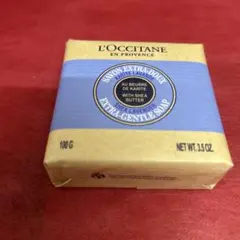 L'OCCITANE
EN PROVENCE
SAVON EXTRA-DOUX
AU BEURRE
DE KARITÉ
WITH SHEA
BUTTER
EXTRA-GENTLE SOAP
100 G
NET WT. 3.5 OZ.